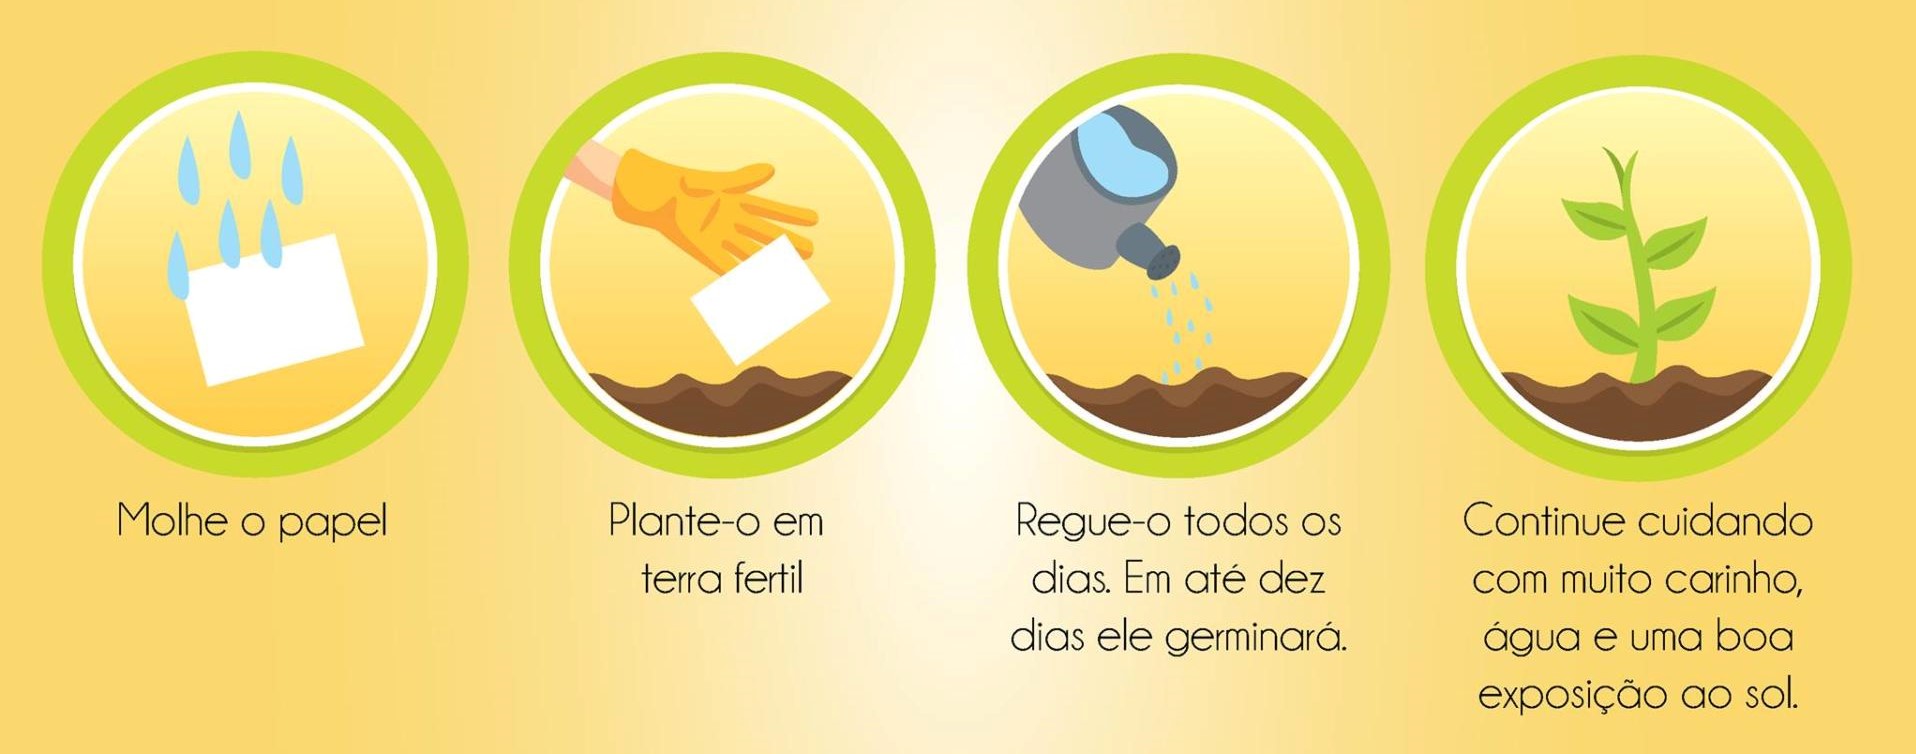 Molhe o papel
Plante-o em
terra fertil
Regue-o todos os
dias. Em até dez
dias ele germinará.
Continue cuidando
com muito carinho,
água e uma boa
exposição ao sol.